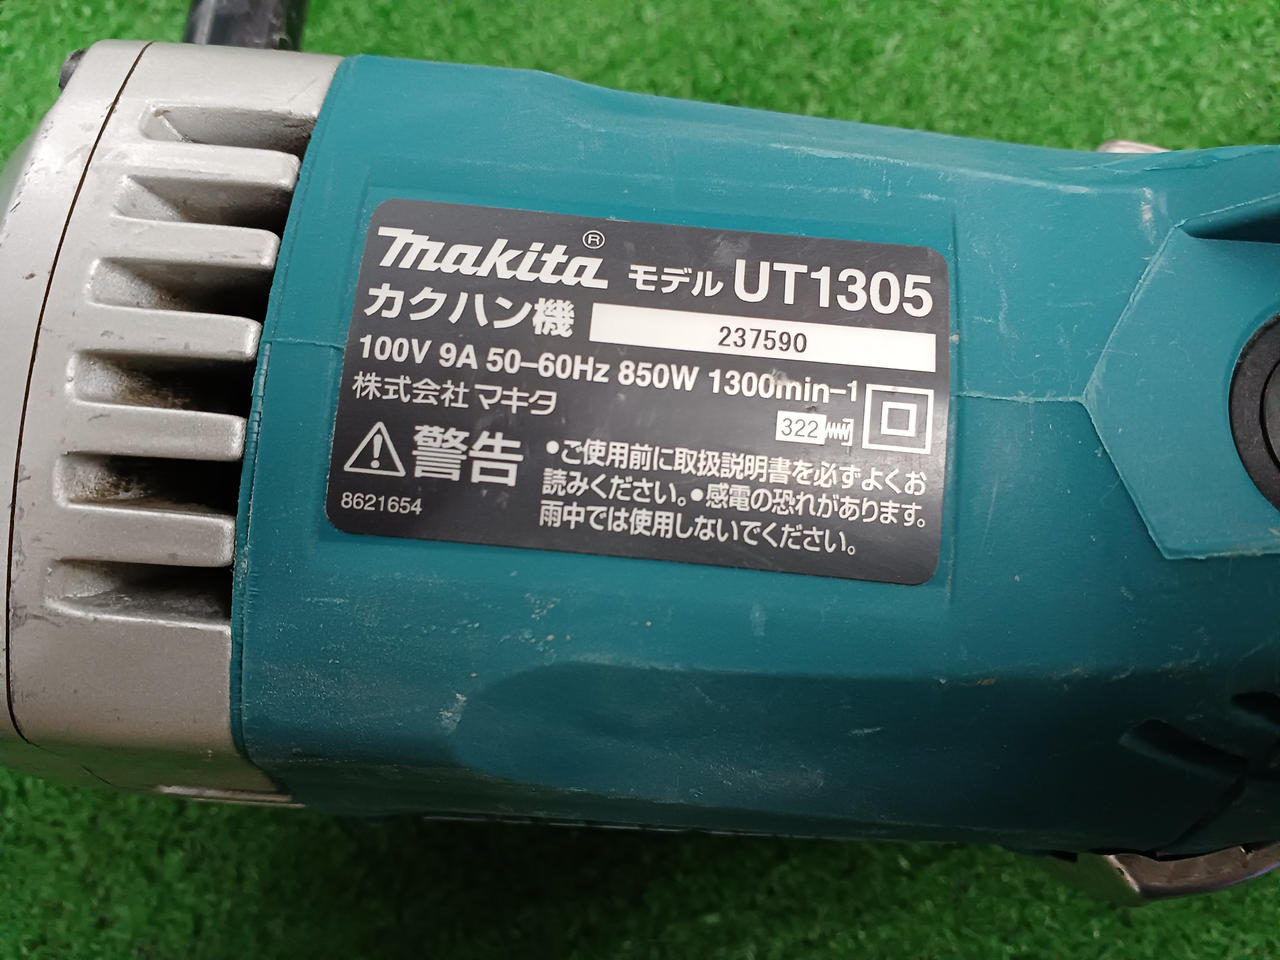 makita® モデル UT1305
カクハン機 237590
100V 9A 50–60Hz 850W 1300min–1
株式会社 マキタ
322
警告
8621654
•ご使用前に取扱説明書を必ずよくお
読みください。•感電の恐れがあります。
雨中では使用しないでください。